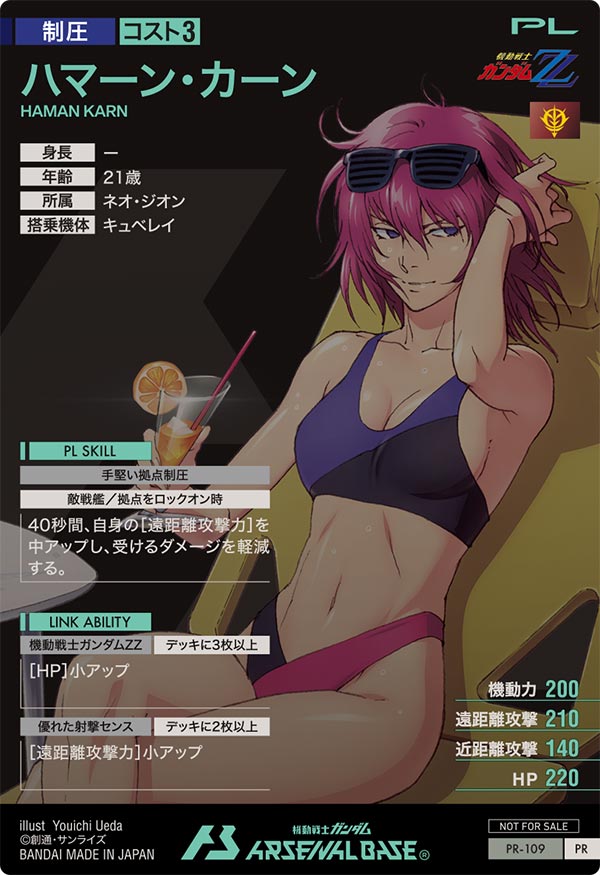 制圧 コスト3 PL
ハマーン・カーン
HAMAN KARN
機動戦士
ガンダムZZ
身長 ー
年齢 21歳
所属 ネオ・ジオン
搭乗機体 キュベレイ
PL SKILL
手堅い拠点制圧
敵戦艦／拠点をロックオン時
40秒間、自身の[遠距離攻撃力]を
中アップし、受けるダメージを軽減
する。
LINK ABILITY
機動戦士ガンダムZZ デッキに3枚以上
[HP]小アップ
優れた射撃センス デッキに2枚以上
[遠距離攻撃力]小アップ
機動力 200
遠距離攻撃 210
近距離攻撃 140
HP 220
illust Youichi Ueda
©創通・サンライズ
BANDAI MADE IN JAPAN
機動戦士ガンダム
ARSENAL BASE®
NOT FOR SALE
PR-109 PR